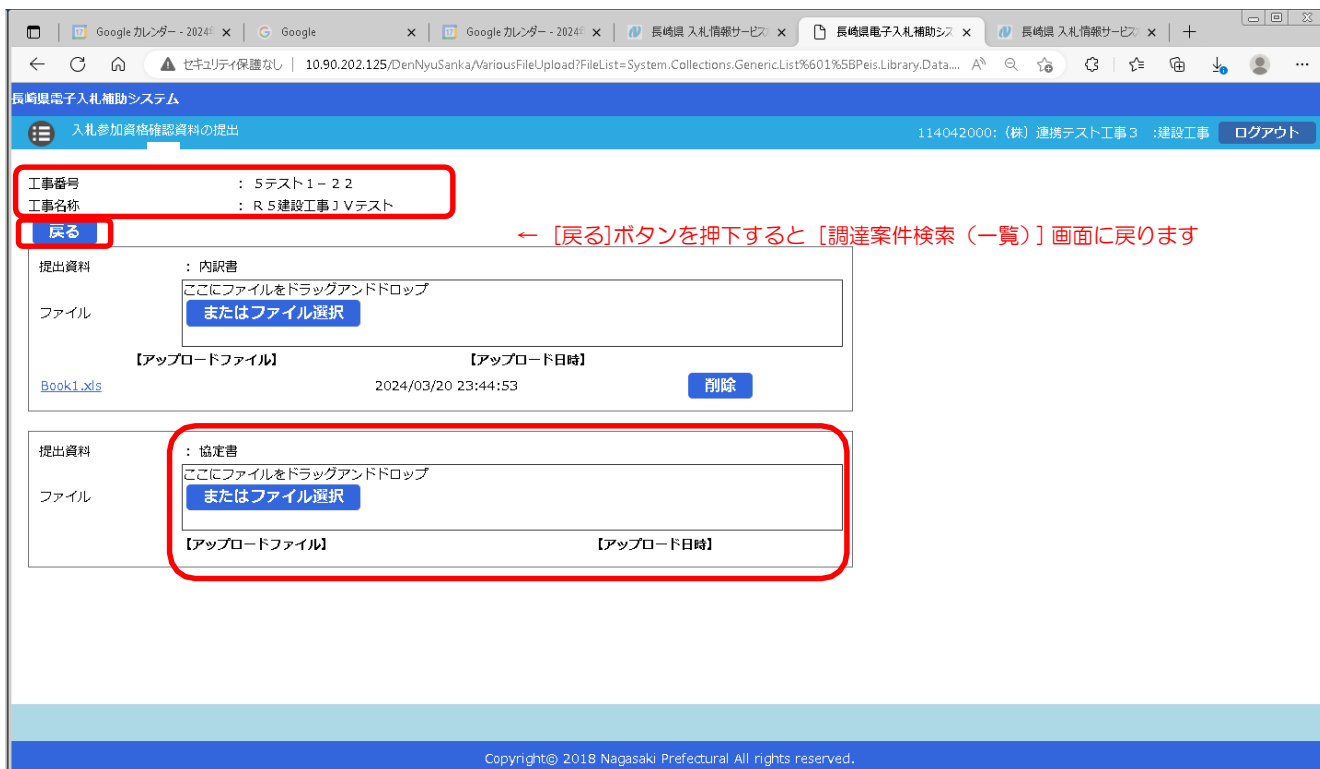 Google カレンダー - 2024年
Google
Google カレンダー - 2024年
長崎県 入札情報サービス
長崎県電子入札補助システ
長崎県 入札情報サービス
セキュリティ保護なし | 10.90.202.125/DenNyuSanka/VariousFileUpload?FileList=System.Collections.Generic.List%601%5BPeis.Library.Data....
長崎県電子入札補助システム
入札参加資格確認資料の提出
114042000:（株）連携テスト工事３ :建設工事 ログアウト
工事番号 : 5テスト1－22
工事名称 : Ｒ5建設工事ＪＶテスト
戻る
← [戻る]ボタンを押下すると［調達案件検索（一覧）］画面に戻ります
提出資料 : 内訳書
ここにファイルをドラッグアンドドロップ
ファイル またはファイル選択
【アップロードファイル】 【アップロード日時】
Book1.xls 2024/03/20 23:44:53 削除
提出資料 : 協定書
ここにファイルをドラッグアンドドロップ
ファイル またはファイル選択
【アップロードファイル】 【アップロード日時】
Copyright© 2018 Nagasaki Prefectural All rights reserved.